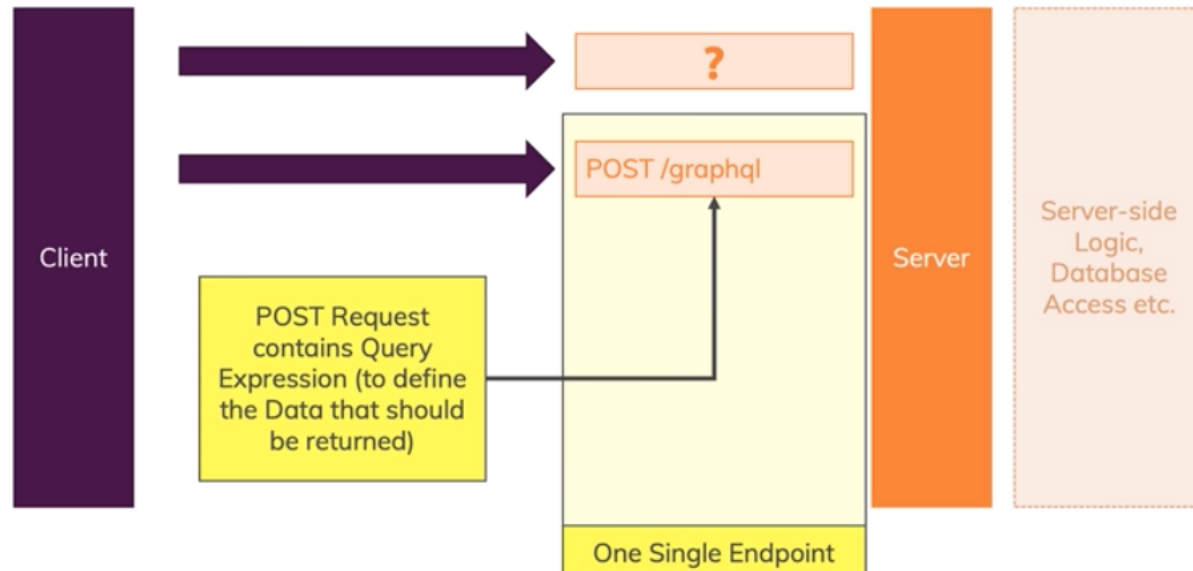 ?
POST /graphql
Client
POST Request
contains Query
Expression (to define
the Data that should
be returned)
One Single Endpoint
Server
Server-side
Logic,
Database
Access etc.